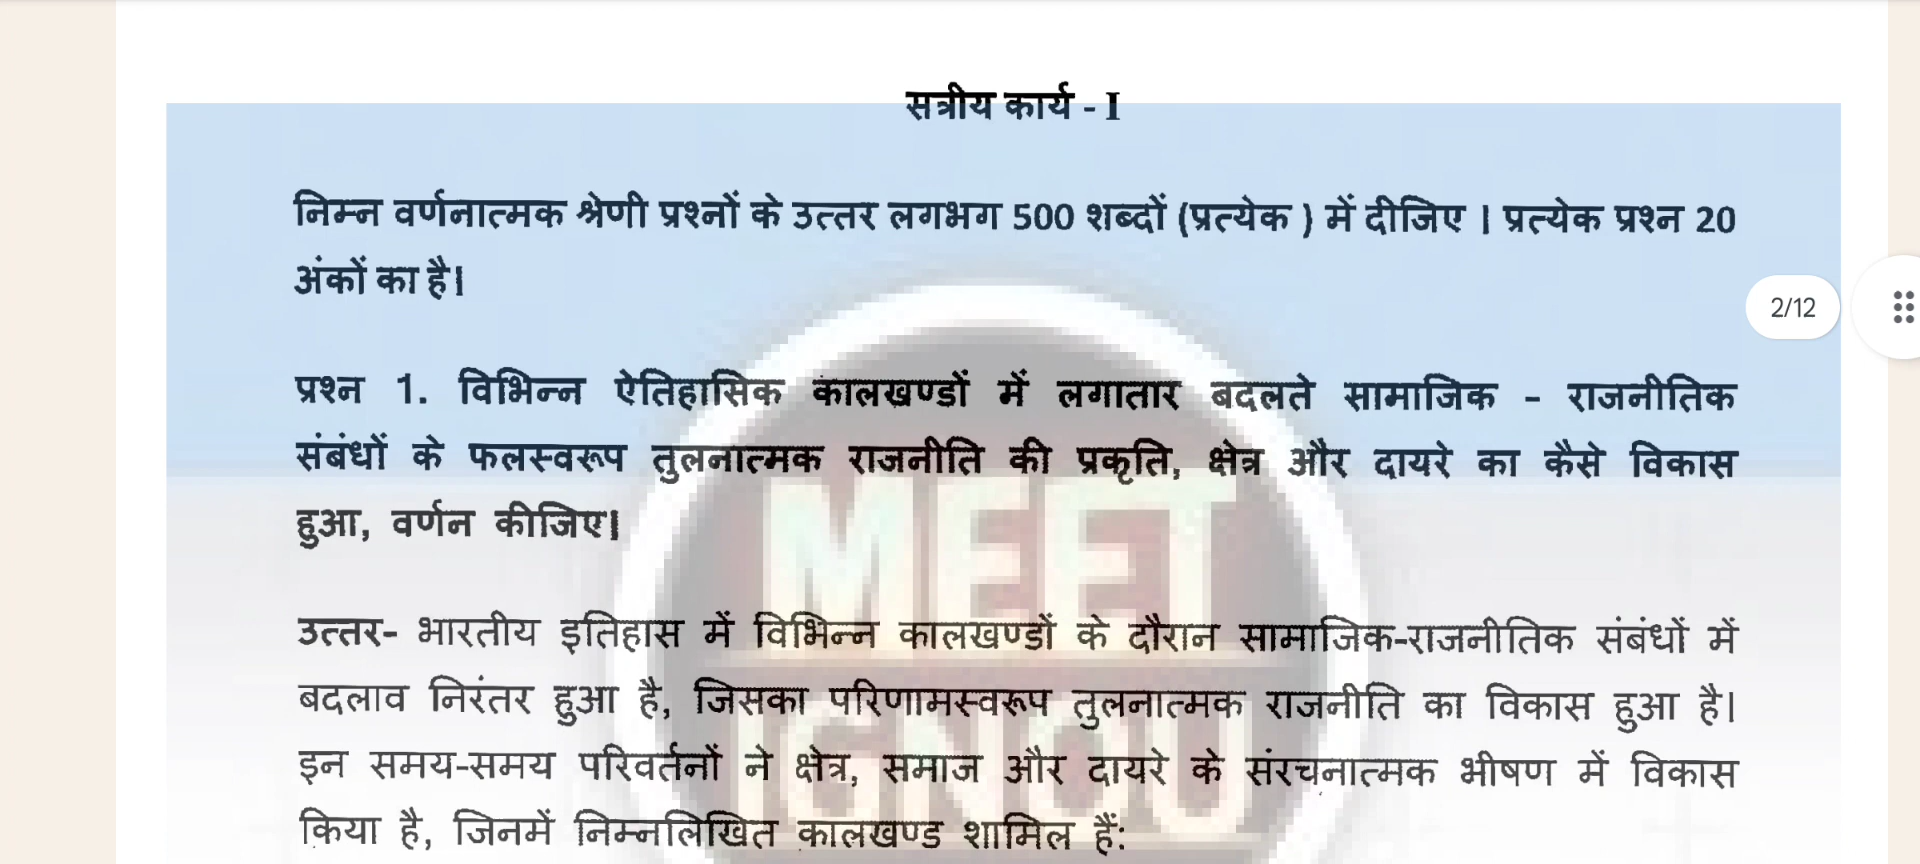 सत्रीय कार्य - I
निम्न वर्णनात्मक श्रेणी प्रश्नों के उत्तर लगभग 500 शब्दों (प्रत्येक ) में दीजिए । प्रत्येक प्रश्न 20
अंकों का है।
2/12
प्रश्न 1. विभिन्न ऐतिहासिक कालखण्डों में लगातार बदलते सामाजिक - राजनीतिक
संबंधों के फलस्वरूप तुलनात्मक राजनीति की प्रकृति, क्षेत्र और दायरे का कैसे विकास
हुआ, वर्णन कीजिए।
MEET
उत्तर- भारतीय इतिहास में विभिन्न कालखण्डों के दौरान सामाजिक-राजनीतिक संबंधों में
बदलाव निरंतर हुआ है, जिसका परिणामस्वरूप तुलनात्मक राजनीति का विकास हुआ है।
IGNOU
इन समय-समय परिवर्तनों ने क्षेत्र, समाज और दायरे के संरचनात्मक भीषण में विकास
किया है, जिनमें निम्नलिखित कालखण्ड शामिल हैं: